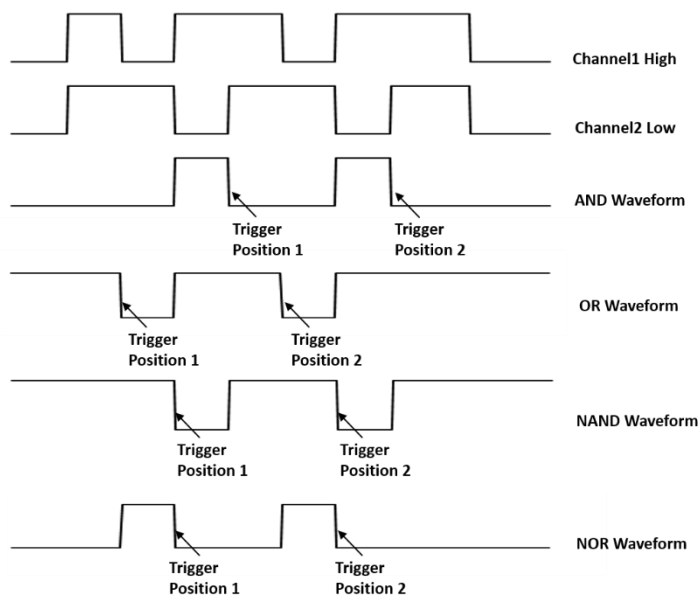 Channel1 High
Channel2 Low
AND Waveform
Trigger
Position 1
Trigger
Position 2
OR Waveform
Trigger
Position 1
Trigger
Position 2
NAND Waveform
Trigger
Position 1
Trigger
Position 2
NOR Waveform
Trigger
Position 1
Trigger
Position 2